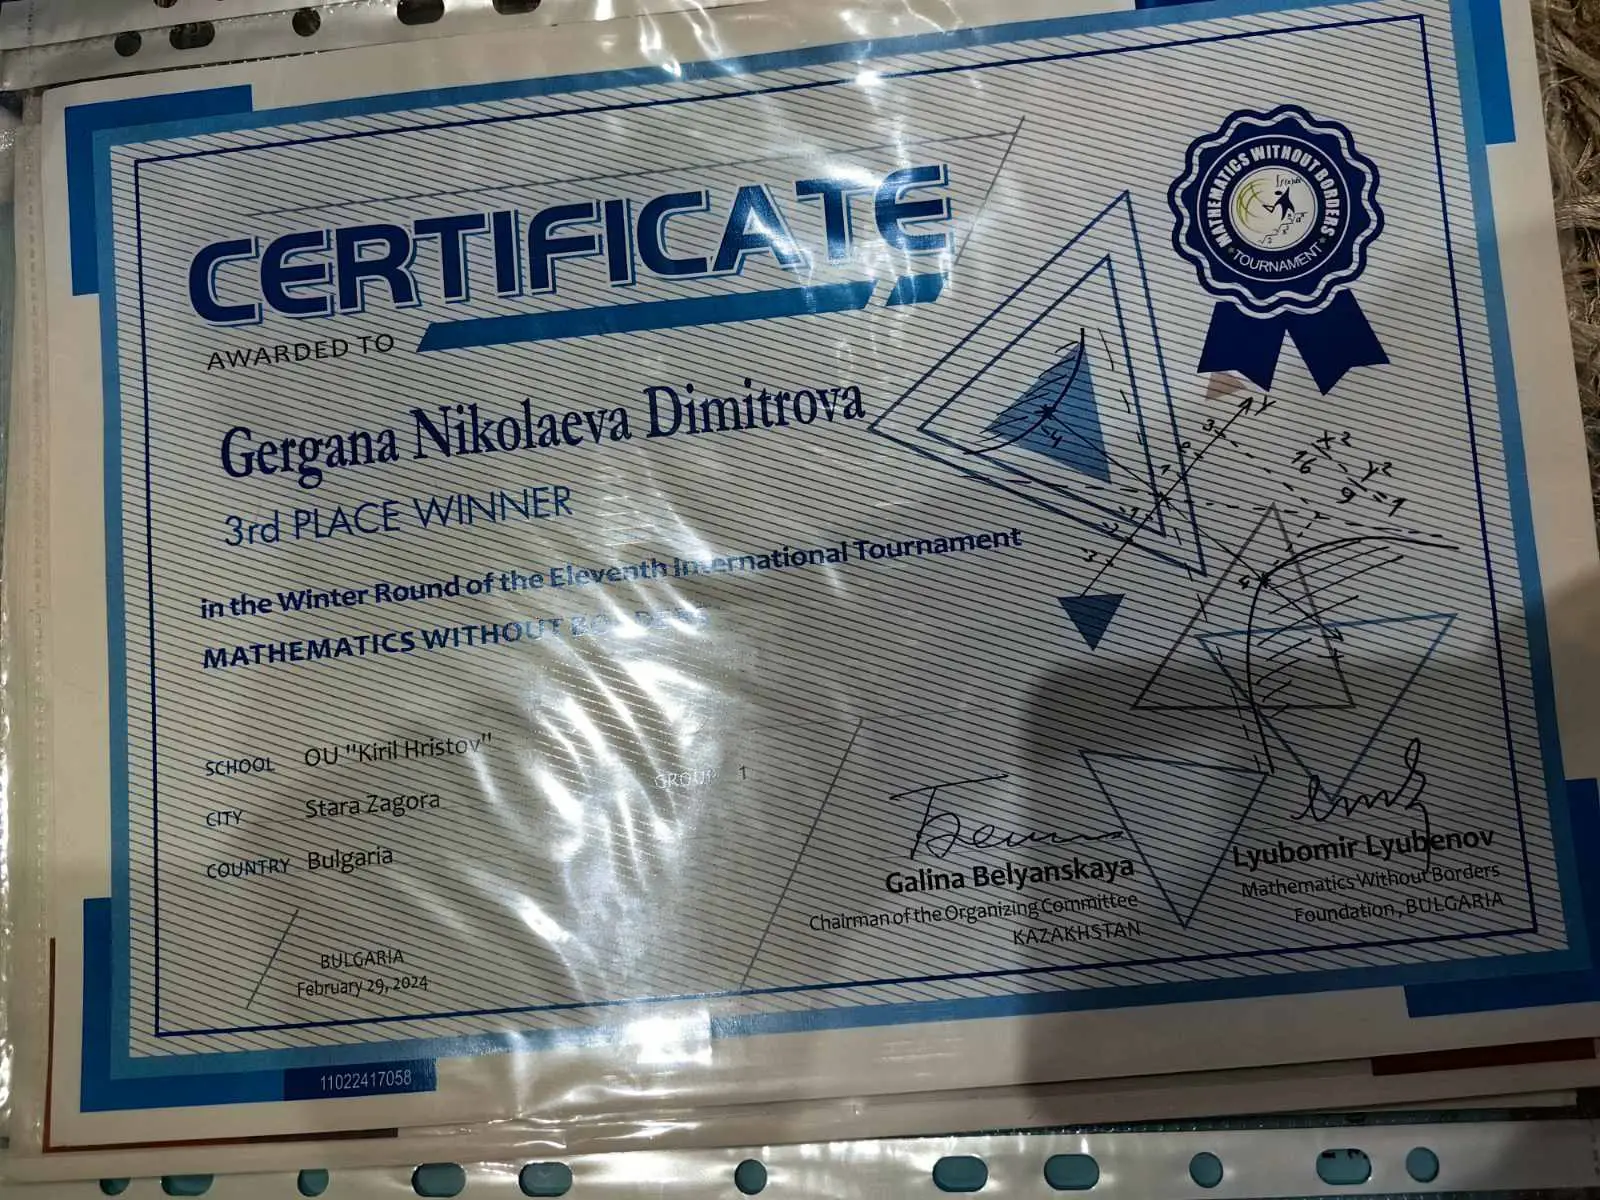 CERTIFICATE
AWARDED TO
Gergana Nikolaeva Dimitrova
3rd PLACE WINNER
in the Winter Round of the Eleventh International Tournament
MATHEMATICS WITHOUT BORDERS
MATHEMATICS WITHOUT BORDERS
TOURNAMENT
SCHOOL OU "Kiril Hristov"
GROUP 1
CITY Stara Zagora
COUNTRY Bulgaria
Galina Belyanskaya
Chairman of the Organizing Committee
KAZAKHSTAN
Lyubomir Lyubenov
Mathematics Without Borders
Foundation, BULGARIA
BULGARIA
February 29, 2024
11022417058